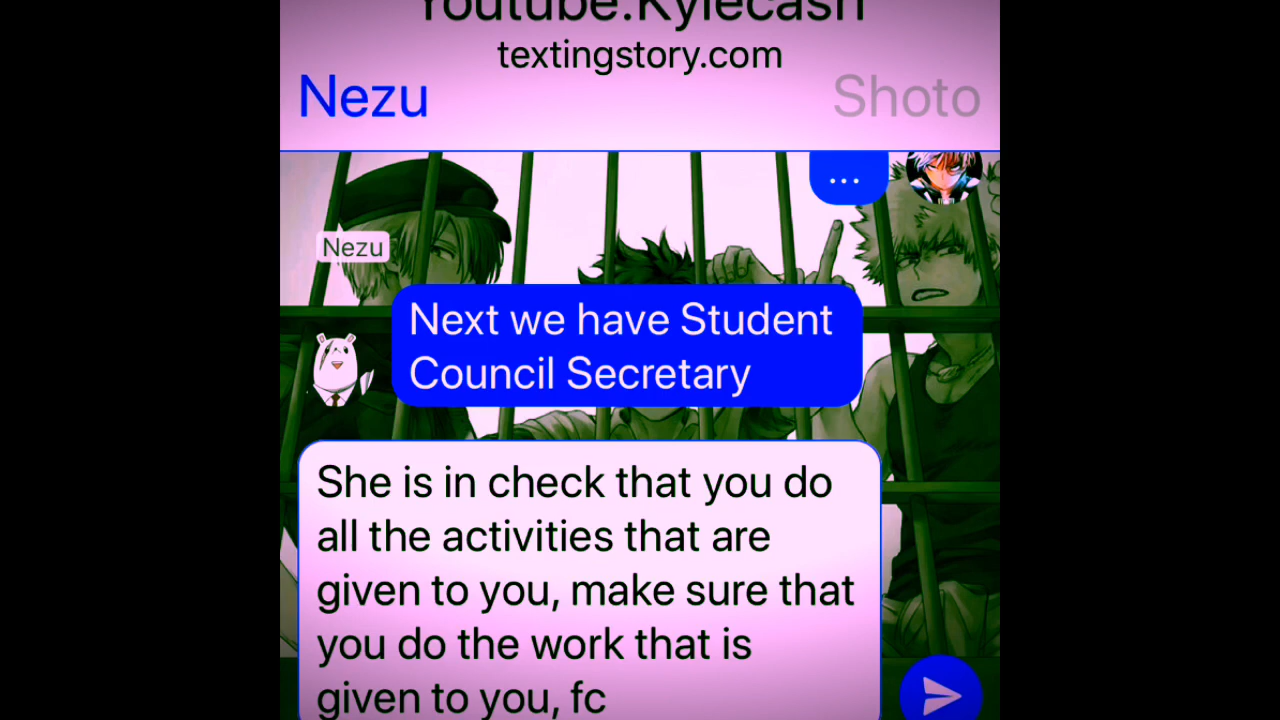 Youtube:Kylecash
textingstory.com
Nezu
Shoto
...
Nezu
Next we have Student
Council Secretary
She is in check that you do
all the activities that are
given to you, make sure that
you do the work that is
given to you, fc